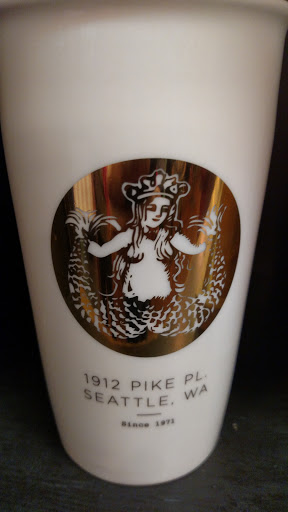 1912 PIKE PL.
SEATTLE, WA
Since 1971